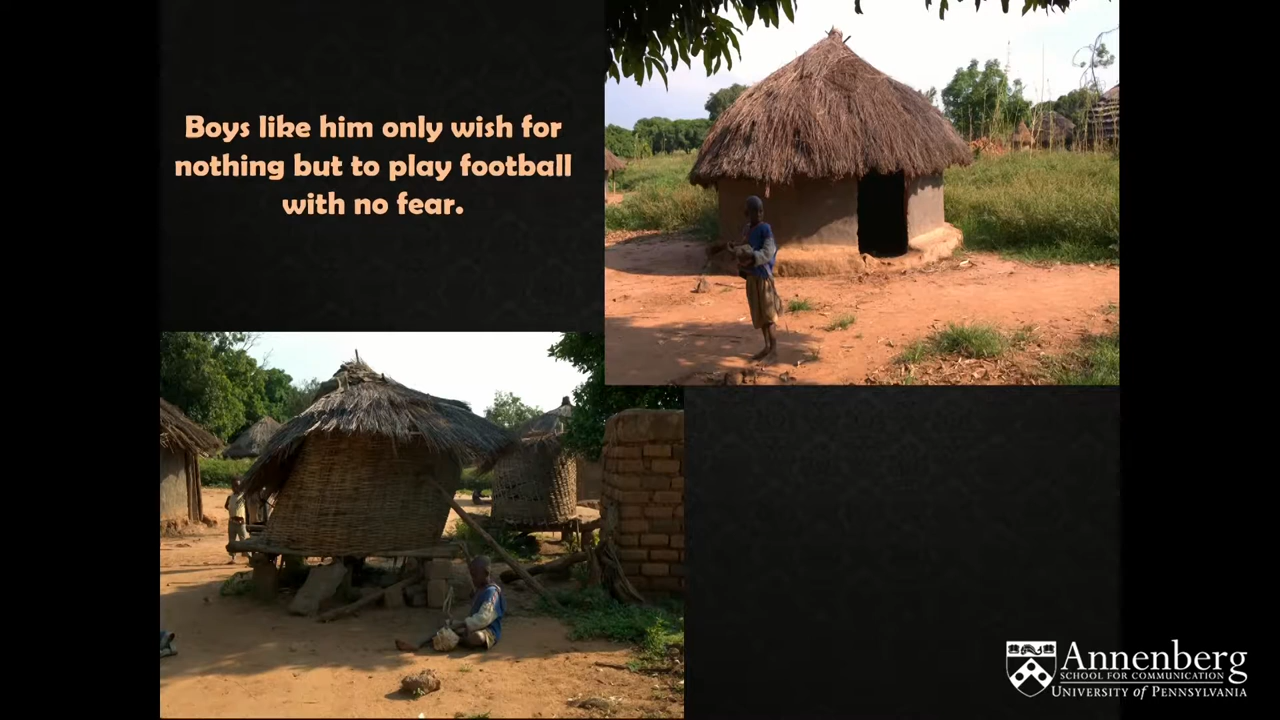 Boys like him only wish for
nothing but to play football
with no fear.
Annenberg
SCHOOL FOR COMMUNICATION
UNIVERSITY of PENNSYLVANIA